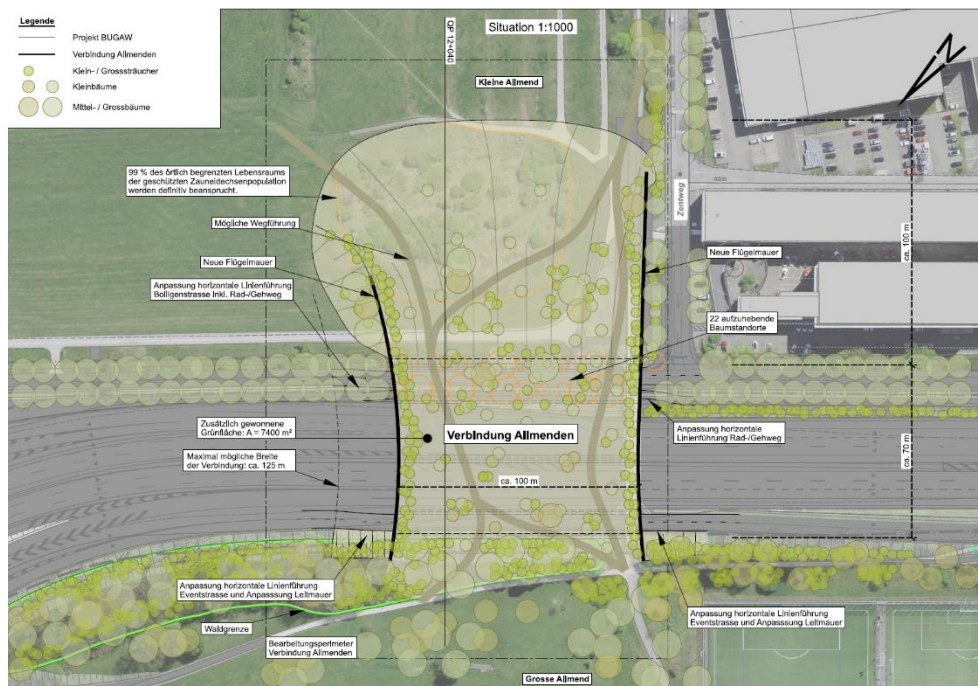 Legende
Projekt BUGAW
Verbindung Allmenden
Klein- / Grosssträucher
Kleinbäume
Mittel- / Grossbäume
Situation 1:1000
QP 12+040
Kleine Allmend
99 % des örtlich begrenzten Lebensraums
der geschützten Zauneidechsenpopulation
werden definitiv beansprucht.
Mögliche Wegführung
Neue Flügelmauer
Anpassung horizontale Linienführung
Bolligenstrasse inkl. Rad-/Gehweg
Zentweg
ca. 100 m
Neue Flügelmauer
22 aufzuhebende
Baumstandorte
Zusätzlich gewonnene
Grünfläche: A = 7400 m²
Verbindung Allmenden
Anpassung horizontale
Linienführung Rad-/Gehweg
Maximal mögliche Breite
der Verbindung: ca. 125 m
ca. 100 m
ca. 70 m
Anpassung horizontale Linienführung
Eventstrasse und Anpasssung Leitmauer
Anpassung horizontale Linienführung
Eventstrasse und Anpasssung Leitmauer
Waldgrenze
Bearbeitungsperimeter
Verbindung Allmenden
Grosse Allmend